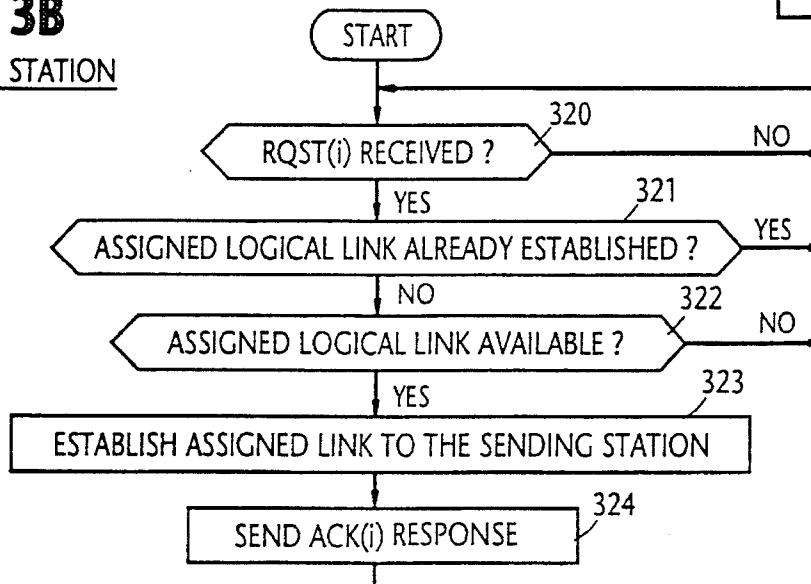 3B
STATION
START
320
RQST(i) RECEIVED ?
NO
YES
321
ASSIGNED LOGICAL LINK ALREADY ESTABLISHED ?
YES
NO
322
ASSIGNED LOGICAL LINK AVAILABLE ?
NO
YES
323
ESTABLISH ASSIGNED LINK TO THE SENDING STATION
324
SEND ACK(i) RESPONSE